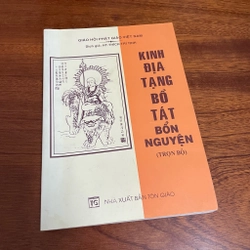 GIÁO HỘI PHẬT GIÁO VIỆT NAM
KINH
ĐỊA
TẠNG
BỒ
TÁT
BỔN
NGUYỆN
(TRỌN BỘ)
NHÀ XUẤT BẢN TÔN GIÁO